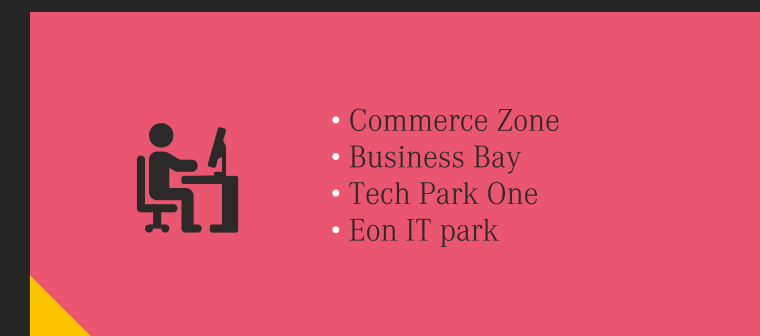 • Commerce Zone
• Business Bay
• Tech Park One
• Eon IT park